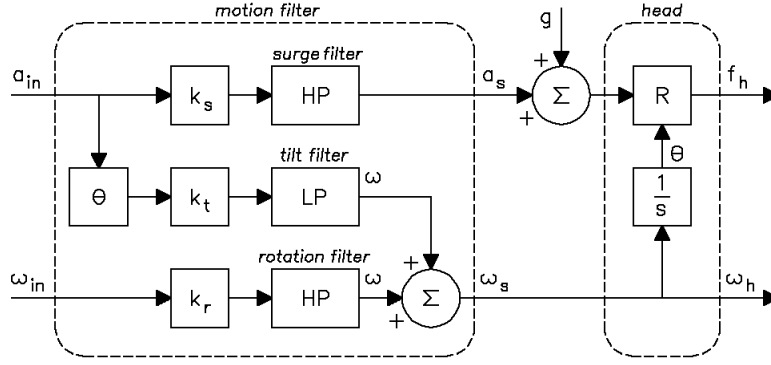 motion filter
head
g
surge filter
+
a_in
k_s
HP
a_s
+
Σ
R
f_h
tilt filter
θ
θ
k_t
LP
ω
1/s
rotation filter
+
ω_in
k_r
HP
ω
+
Σ
ω_s
ω_h